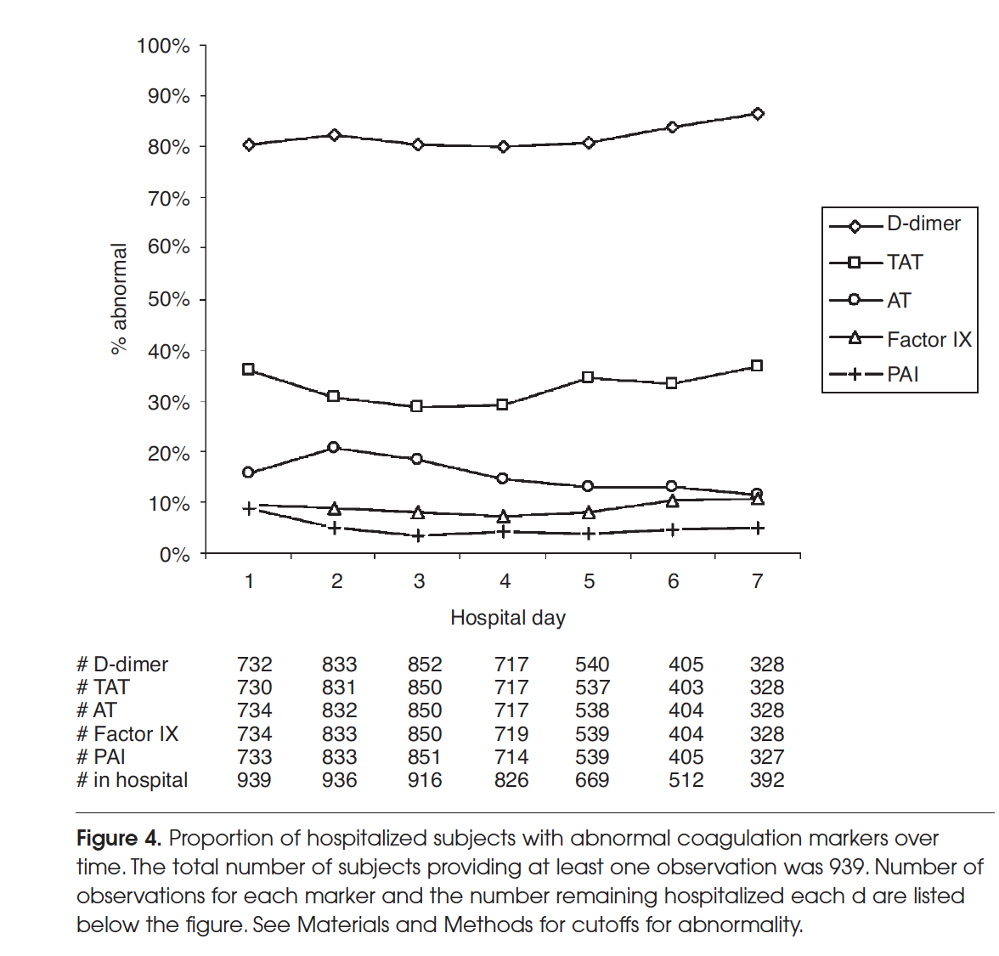 100%
90%
80%
70%
60%
50%
40%
30%
20%
10%
0%
% abnormal
1 2 3 4 5 6 7
Hospital day
D-dimer
TAT
AT
Factor IX
PAI
# D-dimer 732 833 852 717 540 405 328
# TAT 730 831 850 717 537 403 328
# AT 734 832 850 717 538 404 328
# Factor IX 734 833 850 719 539 404 328
# PAI 733 833 851 714 539 405 327
# in hospital 939 936 916 826 669 512 392
Figure 4. Proportion of hospitalized subjects with abnormal coagulation markers over
time. The total number of subjects providing at least one observation was 939. Number of
observations for each marker and the number remaining hospitalized each d are listed
below the figure. See Materials and Methods for cutoffs for abnormality.